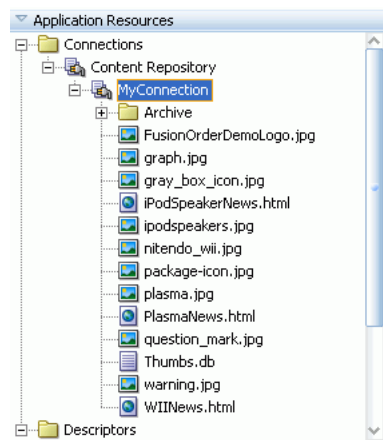 Application Resources
Connections
Content Repository
MyConnection
Archive
FusionOrderDemoLogo.jpg
graph.jpg
gray_box_icon.jpg
iPodSpeakerNews.html
ipodspeakers.jpg
nitendo_wii.jpg
package-icon.jpg
plasma.jpg
PlasmaNews.html
question_mark.jpg
Thumbs.db
warning.jpg
WIINews.html
Descriptors